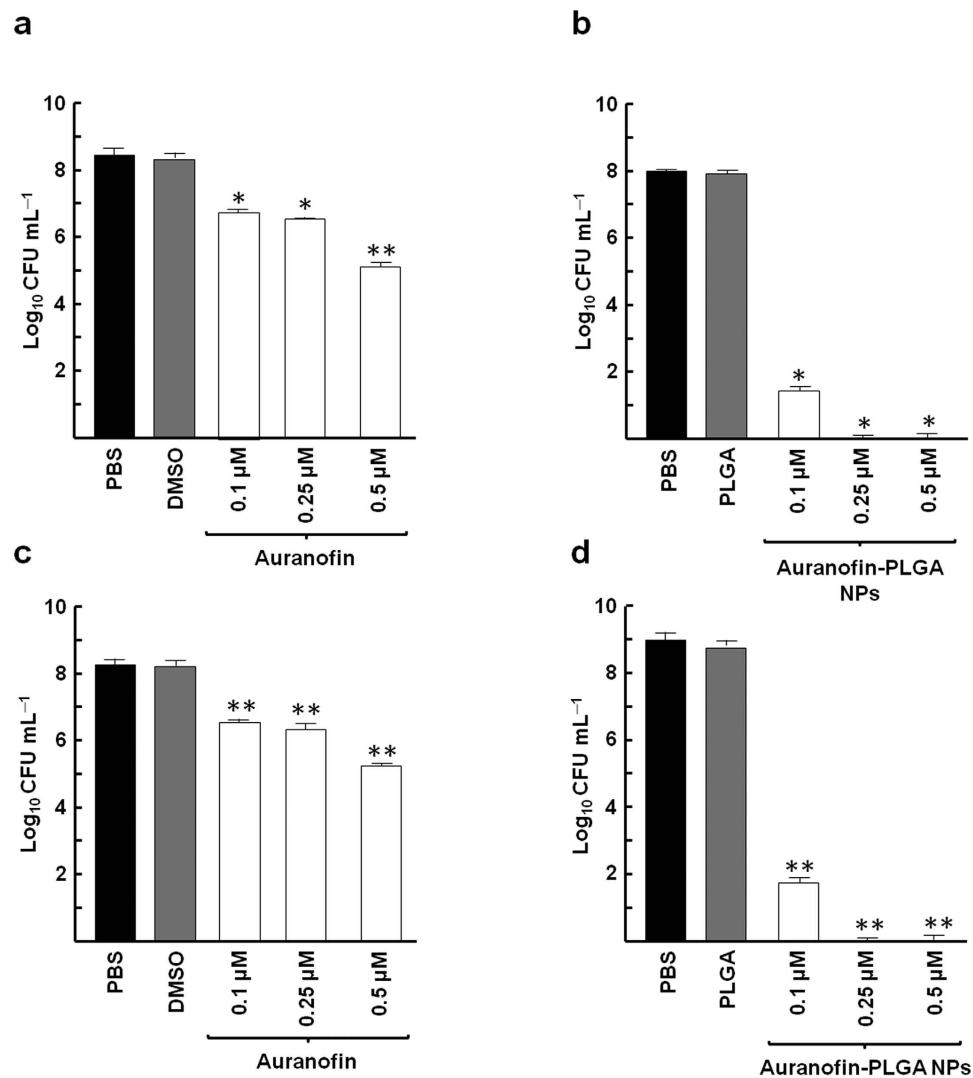 a
10
8
6
4
2
Log₁₀ CFU mL⁻¹
*
*
**
PBS
DMSO
0.1 µM
0.25 µM
0.5 µM
Auranofin
b
10
8
6
4
2
Log₁₀ CFU mL⁻¹
*
*
*
PBS
PLGA
0.1 µM
0.25 µM
0.5 µM
Auranofin-PLGA
NPs
c
10
8
6
4
2
Log₁₀ CFU mL⁻¹
**
**
**
PBS
DMSO
0.1 µM
0.25 µM
0.5 µM
Auranofin
d
10
8
6
4
2
Log₁₀ CFU mL⁻¹
**
**
**
PBS
PLGA
0.1 µM
0.25 µM
0.5 µM
Auranofin-PLGA NPs